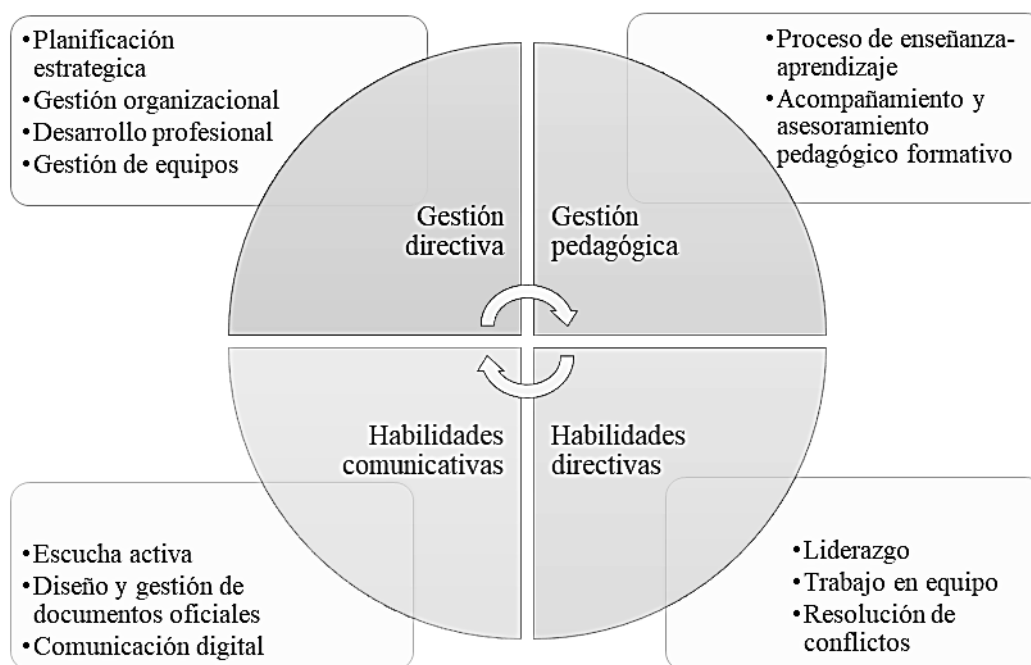 •Planificación
estrategica
•Gestión organizacional
•Desarrollo profesional
•Gestión de equipos
•Proceso de enseñanza-
aprendizaje
•Acompañamiento y
asesoramiento
pedagógico formativo
Gestión
directiva
Gestión
pedagógica
Habilidades
comunicativas
Habilidades
directivas
•Escucha activa
•Diseño y gestión de
documentos oficiales
•Comunicación digital
•Liderazgo
•Trabajo en equipo
•Resolución de
conflictos